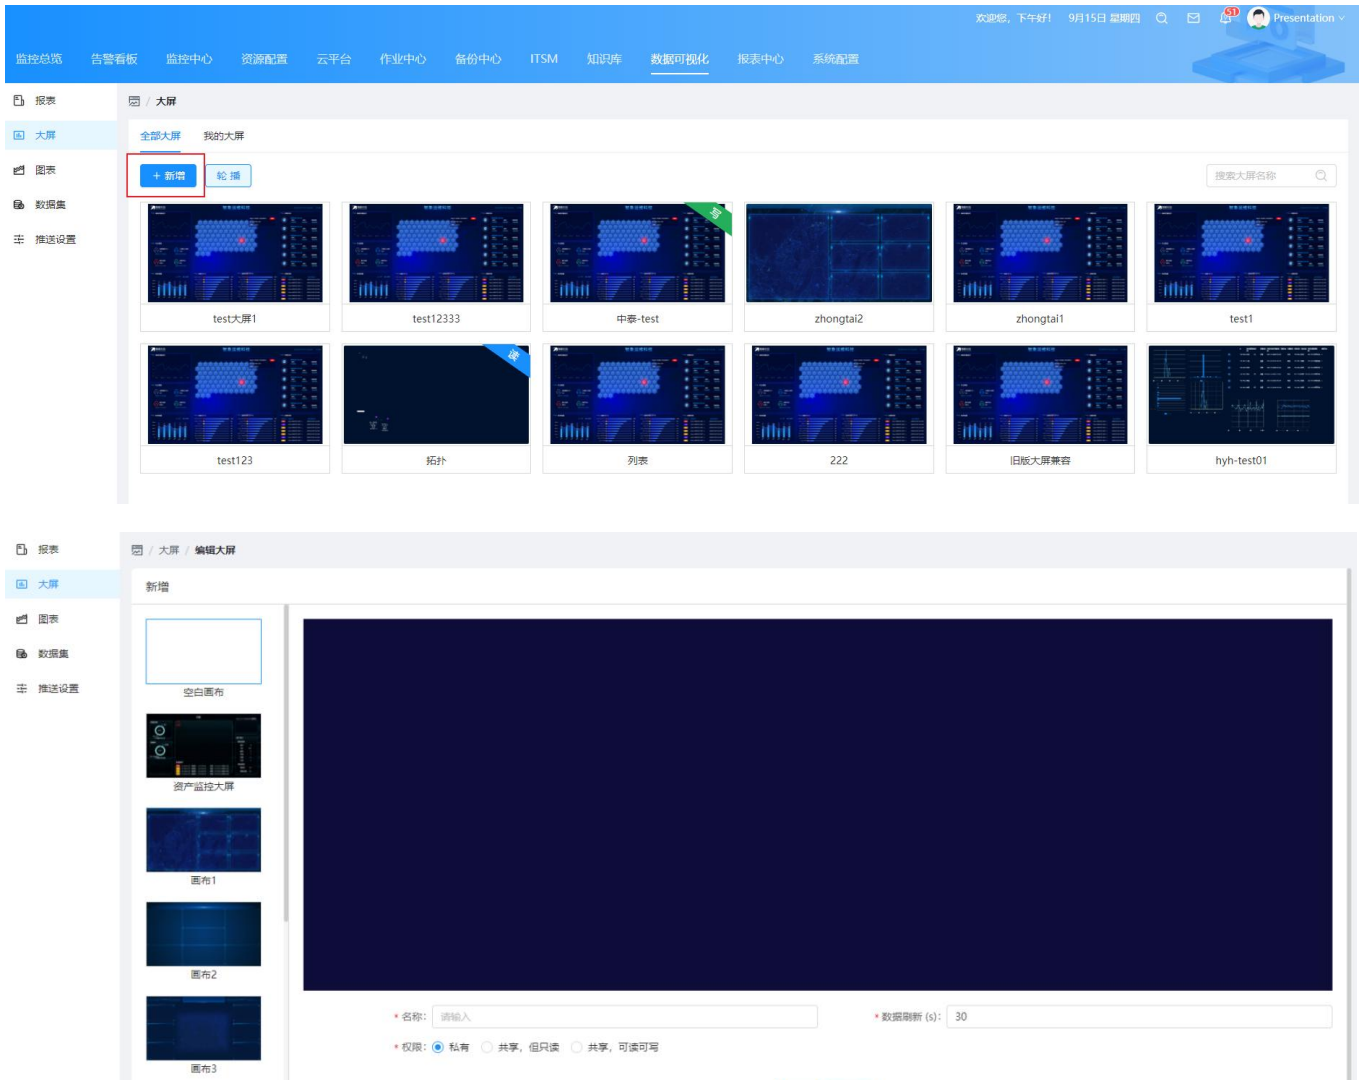 欢迎您，下午好！ 9月15日 星期四 51 Presentation
监控总览 告警看板 监控中心 资源配置 云平台 作业中心 备份中心 ITSM 知识库 数据可视化 报表中心 系统配置
报表
/ 大屏
大屏
全部大屏 我的大屏
图表
+ 新增 轮 播 搜索大屏名称
数据集
推送设置
写
test大屏1 test12333 中泰-test zhongtai2 zhongtai1 test1
读
test123 拓扑 列表 222 旧版大屏兼容 hyh-test01
报表
/ 大屏 / 编辑大屏
大屏
新增
图表
数据集
推送设置
空白画布
资产监控大屏
画布1
画布2
画布3
* 名称： 请输入 * 数据刷新 (s)： 30
* 权限： 私有 共享，但只读 共享，可读可写